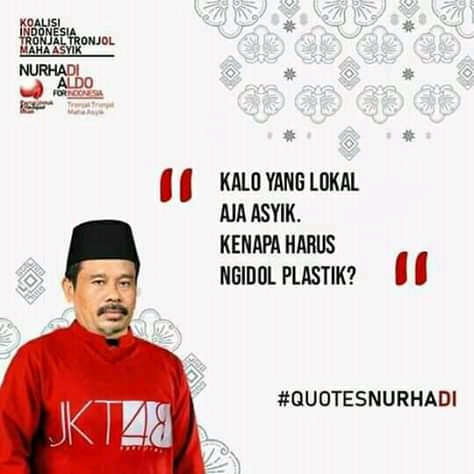 KOALISI
INDONESIA
TRONJAL TRONJOL
MAHA ASYIK
NURHADI
ALDO
FOR INDONESIA
Tronjal Tronjol
Maha Asyik
"KALO YANG LOKAL
AJA ASYIK.
KENAPA HARUS
NGIDOL PLASTIK?"
JKT48
#QUOTESNURHADI